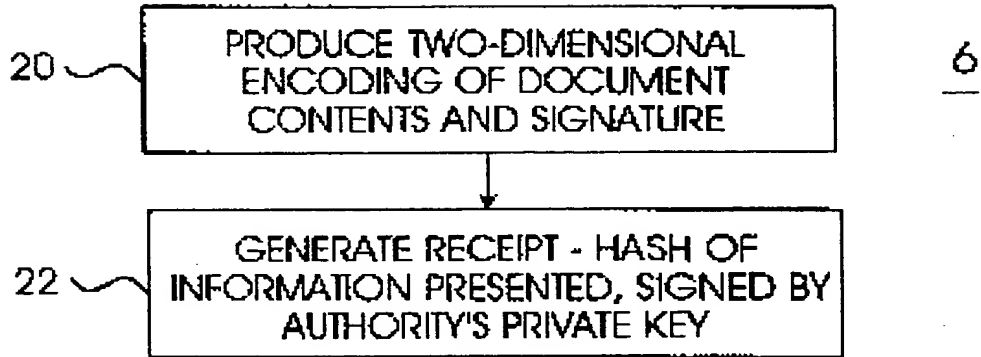 20
PRODUCE TWO-DIMENSIONAL
ENCODING OF DOCUMENT
CONTENTS AND SIGNATURE
6
22
GENERATE RECEIPT - HASH OF
INFORMATION PRESENTED, SIGNED BY
AUTHORITY'S PRIVATE KEY